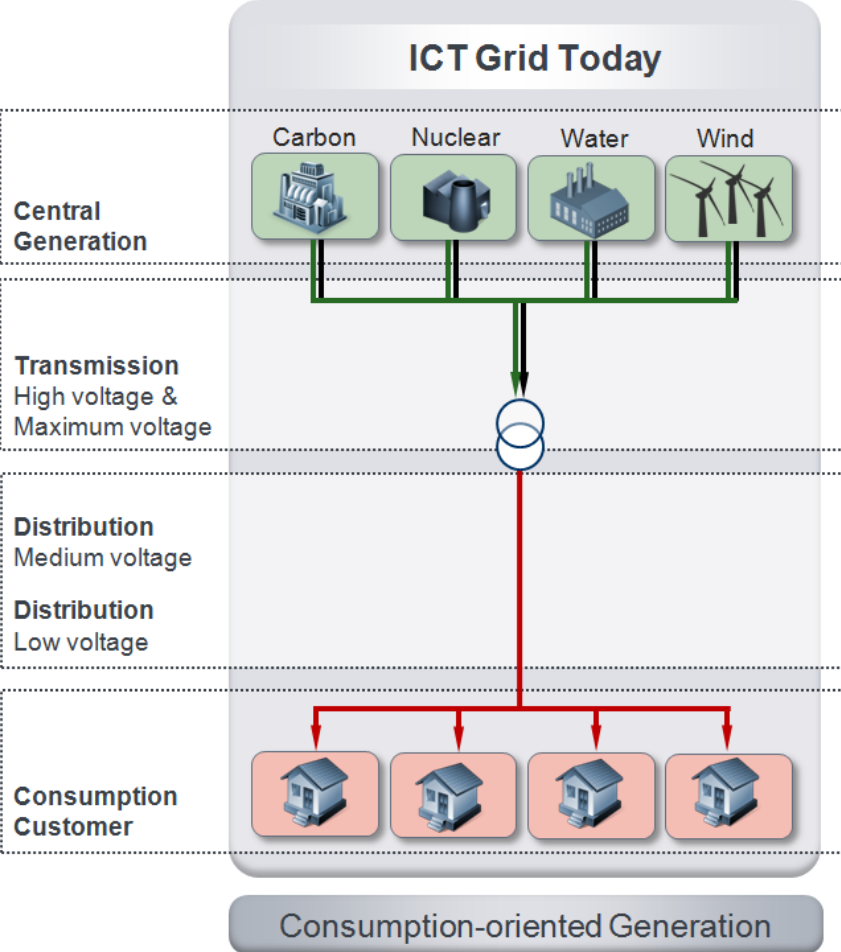 ICT Grid Today
Carbon Nuclear Water Wind
Central
Generation
Transmission
High voltage &
Maximum voltage
Distribution
Medium voltage
Distribution
Low voltage
Consumption
Customer
Consumption-oriented Generation